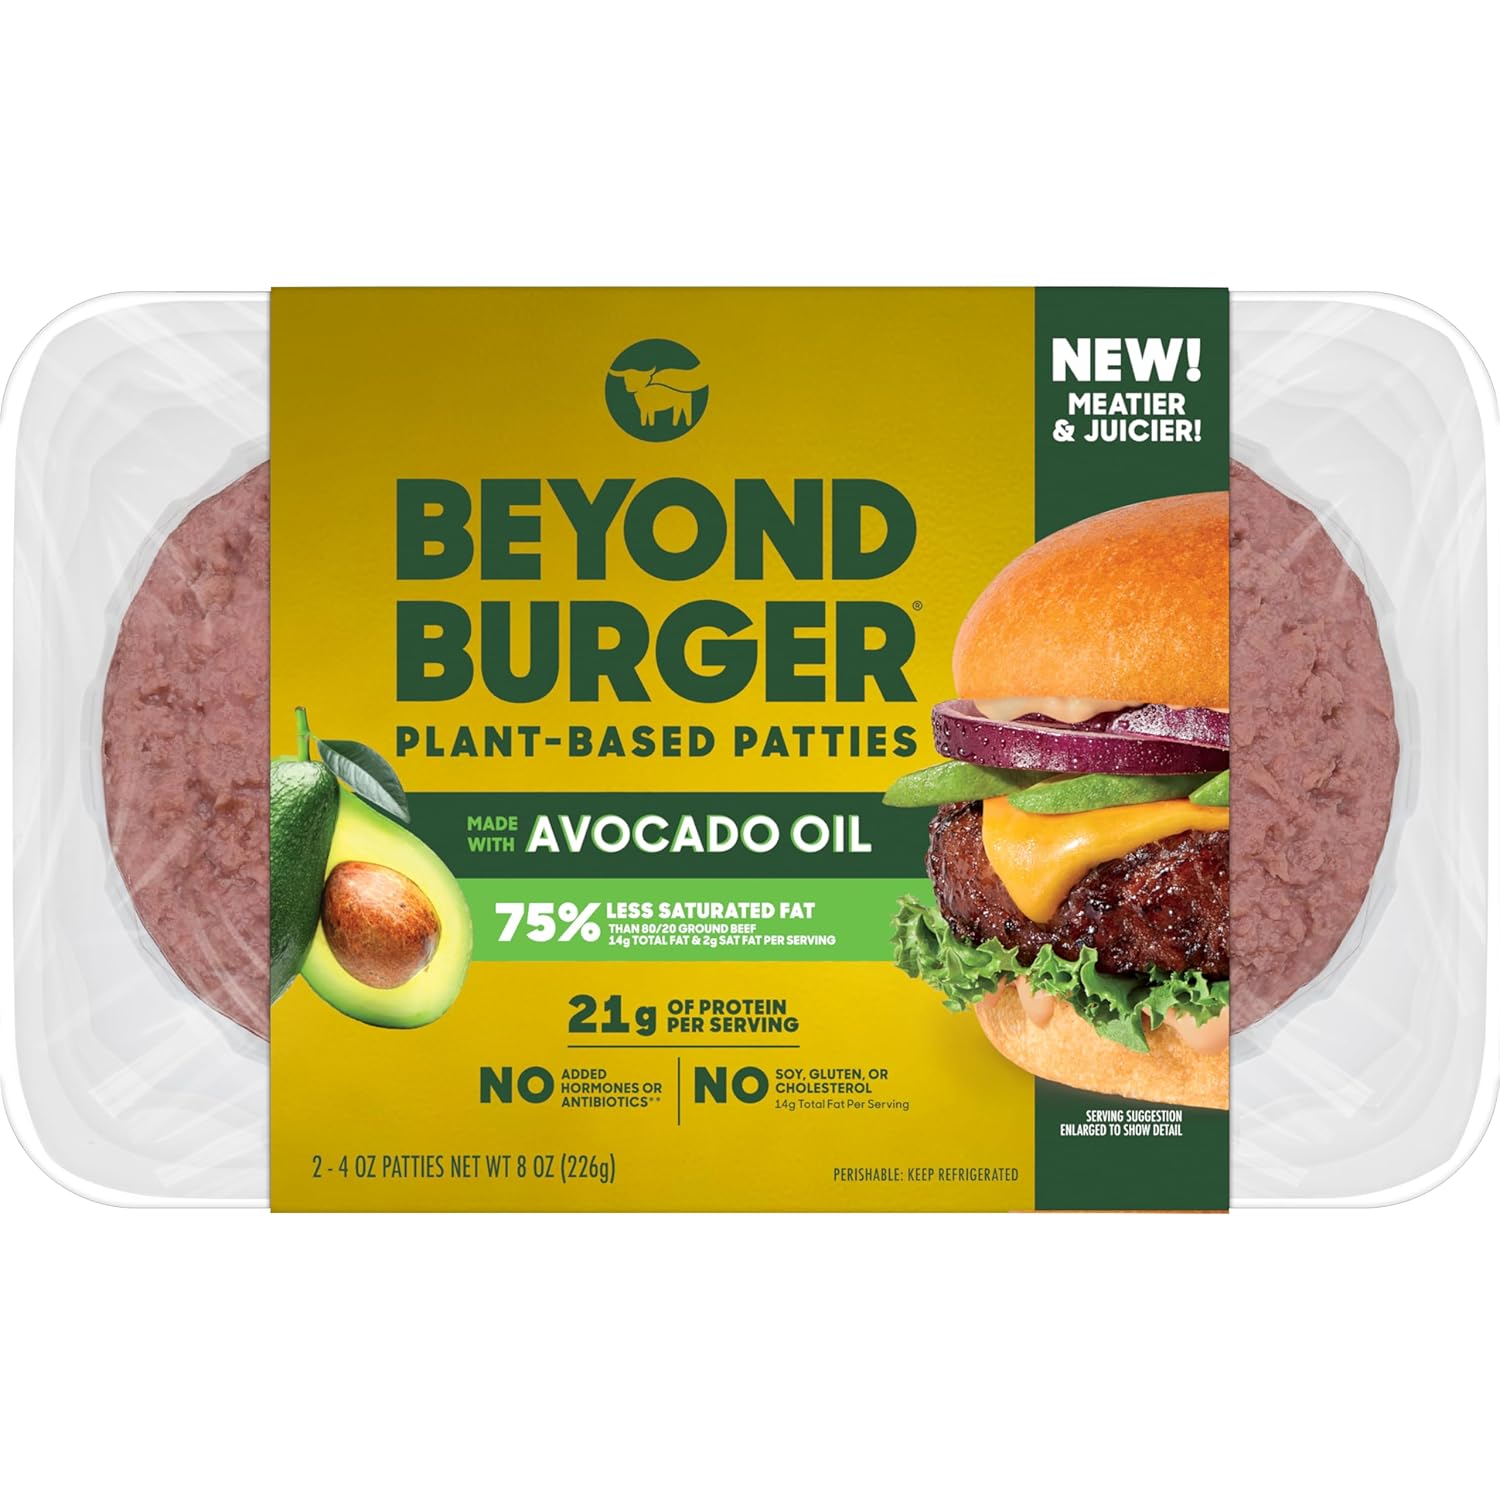 NEW!
MEATIER
& JUICIER!
BEYOND
BURGER®
PLANT-BASED PATTIES
MADE
WITH
AVOCADO OIL
75%
LESS SATURATED FAT
THAN 80/20 GROUND BEEF
14g TOTAL FAT & 2g SAT FAT PER SERVING
21g
OF PROTEIN
PER SERVING
NO
ADDED
HORMONES OR
ANTIBIOTICS**
NO
SOY, GLUTEN, OR
CHOLESTEROL
14g Total Fat Per Serving
SERVING SUGGESTION
ENLARGED TO SHOW DETAIL
2 - 4 OZ PATTIES NET WT 8 OZ (226g)
PERISHABLE: KEEP REFRIGERATED